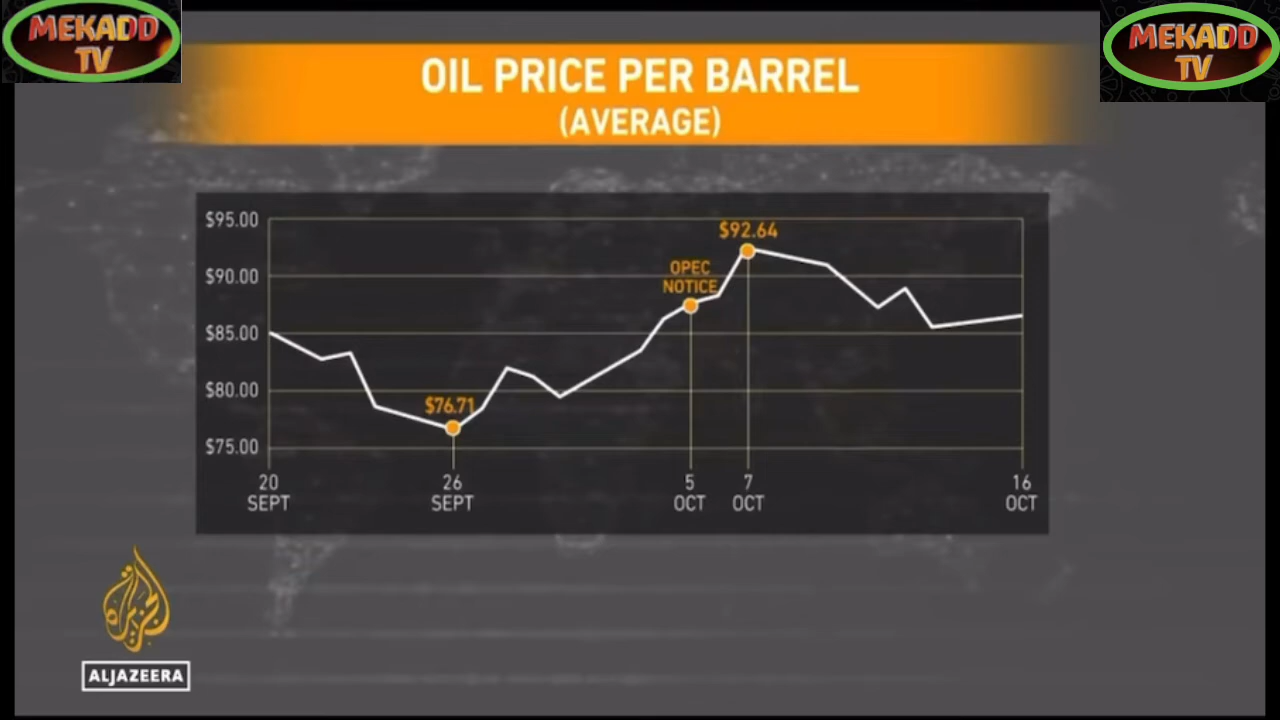 MEKADD
TV
MEKADD
TV
OIL PRICE PER BARREL
(AVERAGE)
$95.00
$90.00
$85.00
$80.00
$75.00
$76.71
OPEC
NOTICE
$92.64
20
SEPT
26
SEPT
5
OCT
7
OCT
16
OCT
الجزيرة
ALJAZEERA